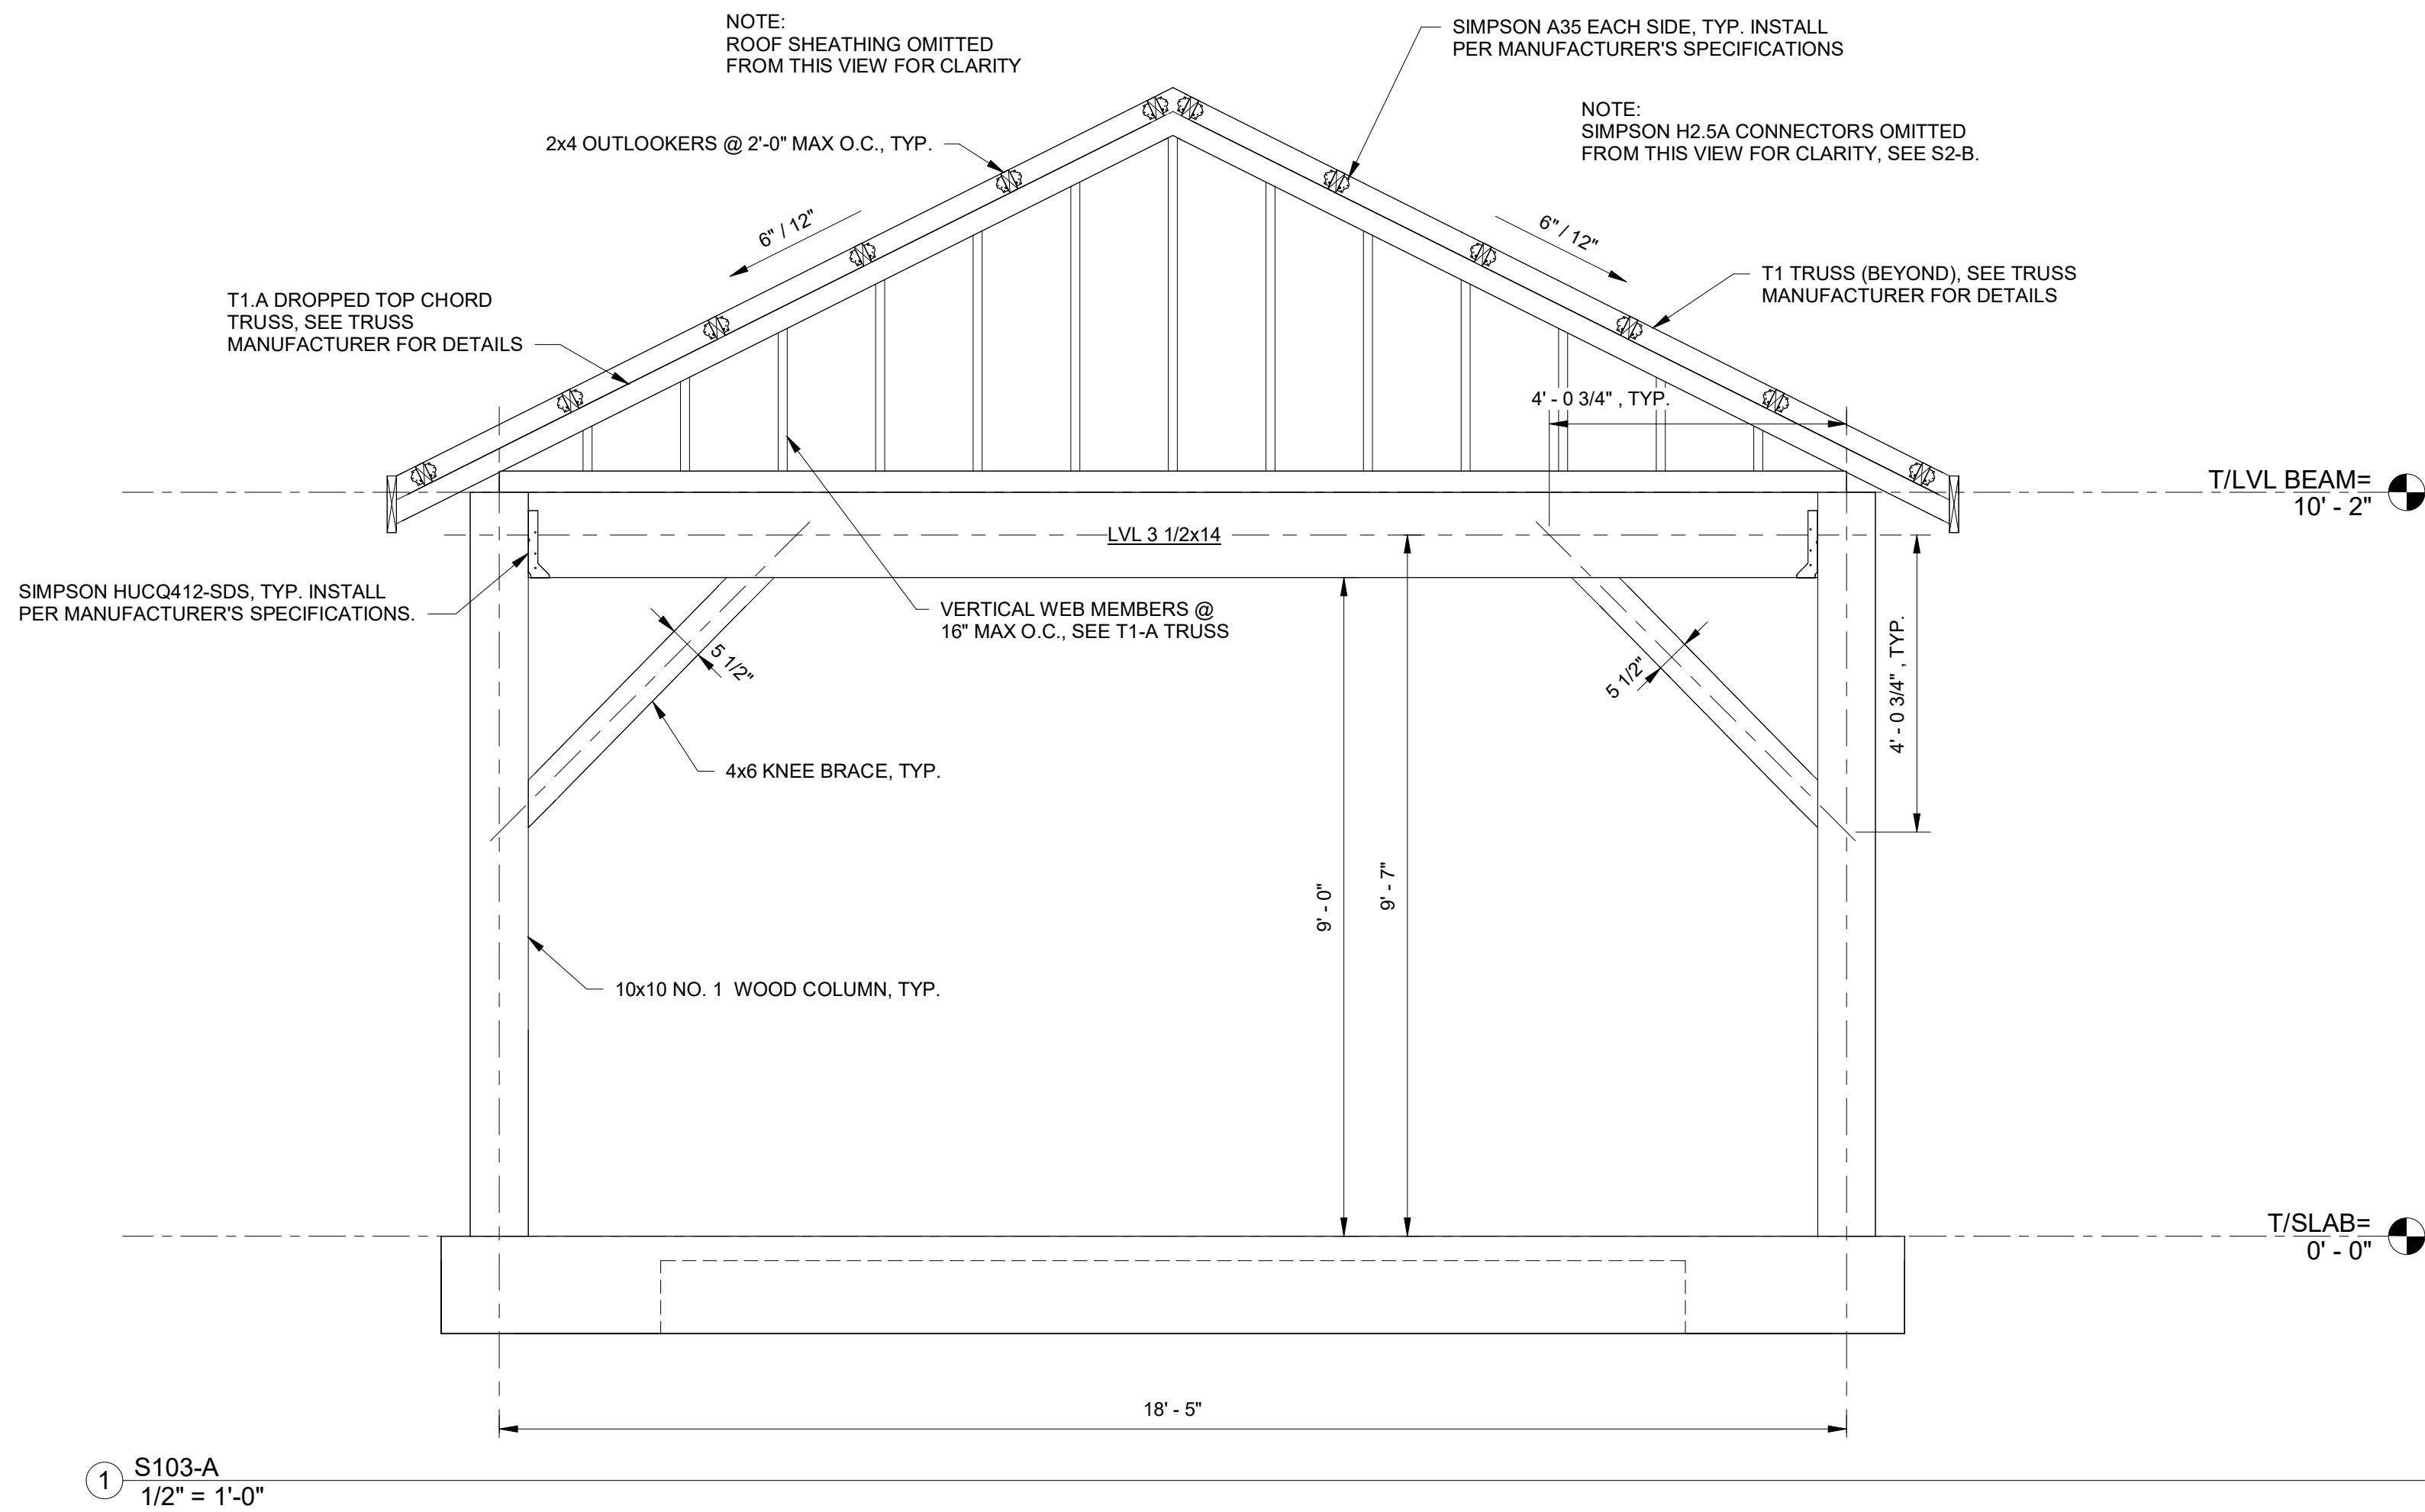 NOTE:
ROOF SHEATHING OMITTED
FROM THIS VIEW FOR CLARITY
SIMPSON A35 EACH SIDE, TYP. INSTALL
PER MANUFACTURER'S SPECIFICATIONS
NOTE:
SIMPSON H2.5A CONNECTORS OMITTED
FROM THIS VIEW FOR CLARITY, SEE S2-B.
2x4 OUTLOOKERS @ 2'-0" MAX O.C., TYP.
6" / 12"
6" / 12"
T1 TRUSS (BEYOND), SEE TRUSS
MANUFACTURER FOR DETAILS
T1.A DROPPED TOP CHORD
TRUSS, SEE TRUSS
MANUFACTURER FOR DETAILS
4' - 0 3/4" , TYP.
T/LVL BEAM=
10' - 2"
LVL 3 1/2x14
SIMPSON HUCQ412-SDS, TYP. INSTALL
PER MANUFACTURER'S SPECIFICATIONS.
VERTICAL WEB MEMBERS @
16" MAX O.C., SEE T1-A TRUSS
5 1/2"
5 1/2"
4' - 0 3/4" , TYP.
4x6 KNEE BRACE, TYP.
9' - 0"
9' - 7"
10x10 NO. 1  WOOD COLUMN, TYP.
T/SLAB=
0' - 0"
18' - 5"
1
S103-A
1/2" = 1'-0"